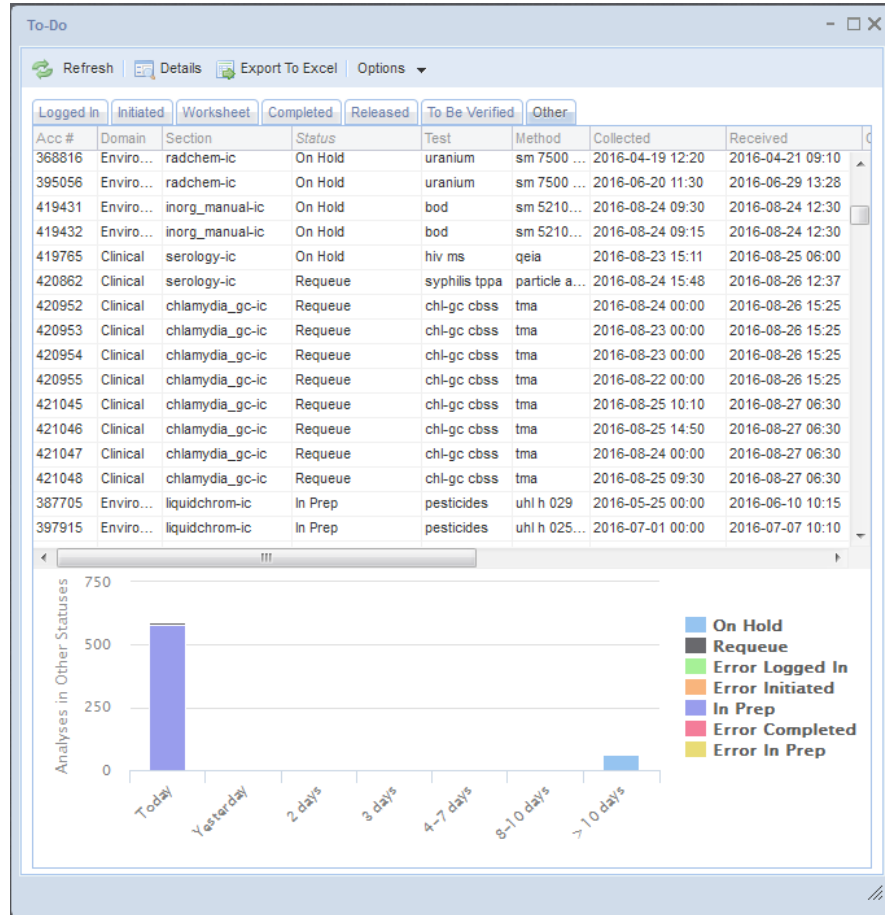 To-Do
Refresh Details Export To Excel Options
Logged In Initiated Worksheet Completed Released To Be Verified Other
Acc # Domain Section Status Test Method Collected Received
368816 Enviro... radchem-ic On Hold uranium sm 7500 ... 2016-04-19 12:20 2016-04-21 09:10
395056 Enviro... radchem-ic On Hold uranium sm 7500 ... 2016-06-20 11:30 2016-06-29 13:28
419431 Enviro... inorg_manual-ic On Hold bod sm 5210... 2016-08-24 09:30 2016-08-24 12:30
419432 Enviro... inorg_manual-ic On Hold bod sm 5210... 2016-08-24 09:15 2016-08-24 12:30
419765 Clinical serology-ic On Hold hiv ms qeia 2016-08-23 15:11 2016-08-25 06:00
420862 Clinical serology-ic Requeue syphilis tppa particle a... 2016-08-24 15:48 2016-08-26 12:37
420952 Clinical chlamydia_gc-ic Requeue chl-gc cbss tma 2016-08-24 00:00 2016-08-26 15:25
420953 Clinical chlamydia_gc-ic Requeue chl-gc cbss tma 2016-08-23 00:00 2016-08-26 15:25
420954 Clinical chlamydia_gc-ic Requeue chl-gc cbss tma 2016-08-23 00:00 2016-08-26 15:25
420955 Clinical chlamydia_gc-ic Requeue chl-gc cbss tma 2016-08-22 00:00 2016-08-26 15:25
421045 Clinical chlamydia_gc-ic Requeue chl-gc cbss tma 2016-08-25 10:10 2016-08-27 06:30
421046 Clinical chlamydia_gc-ic Requeue chl-gc cbss tma 2016-08-25 14:50 2016-08-27 06:30
421047 Clinical chlamydia_gc-ic Requeue chl-gc cbss tma 2016-08-24 00:00 2016-08-27 06:30
421048 Clinical chlamydia_gc-ic Requeue chl-gc cbss tma 2016-08-25 09:30 2016-08-27 06:30
387705 Enviro... liquidchrom-ic In Prep pesticides uhl h 029 2016-05-25 00:00 2016-06-10 10:15
397915 Enviro... liquidchrom-ic In Prep pesticides uhl h 025... 2016-07-01 00:00 2016-07-07 10:10
Analyses in Other Statuses
750
500
250
0
Today Yesterday 2 days 3 days 4-7 days 8-10 days > 10 days
On Hold
Requeue
Error Logged In
Error Initiated
In Prep
Error Completed
Error In Prep